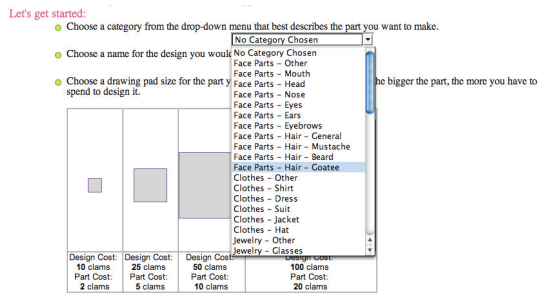 Let's get started:
Choose a category from the drop-down menu that best describes the part you want to make.
No Category Chosen
Choose a name for the design you would
Choose a drawing pad size for the part y he bigger the part, the more you have to
spend to design it.
No Category Chosen
Face Parts - Other
Face Parts - Mouth
Face Parts - Head
Face Parts - Nose
Face Parts - Eyes
Face Parts - Ears
Face Parts - Eyebrows
Face Parts - Hair - General
Face Parts - Hair - Mustache
Face Parts - Hair - Beard
Face Parts - Hair - Goatee
Clothes - Other
Clothes - Shirt
Clothes - Dress
Clothes - Suit
Clothes - Jacket
Clothes - Hat
Jewelry - Other
Jewelry - Glasses
Design Cost: Design Cost: Design Cost: Design Cost:
10 clams 25 clams 50 clams 100 clams
Part Cost: Part Cost: Part Cost: Part Cost:
2 clams 5 clams 10 clams 20 clams